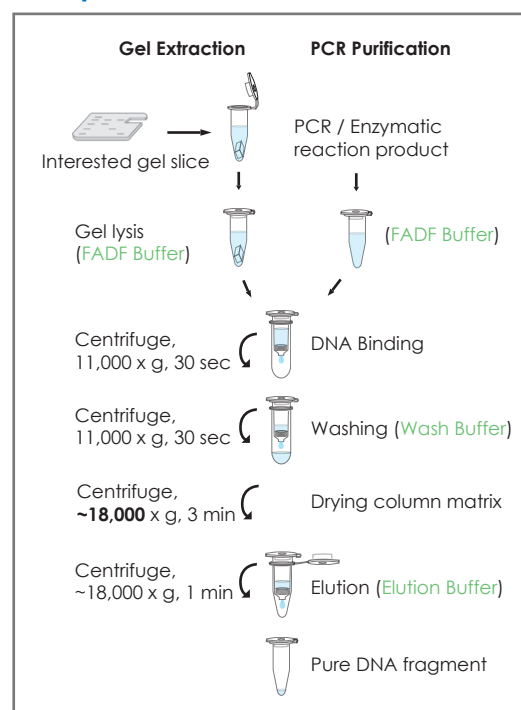 Gel Extraction
PCR Purification
Interested gel slice
PCR / Enzymatic
reaction product
Gel lysis
(FADF Buffer)
(FADF Buffer)
Centrifuge,
11,000 x g, 30 sec
DNA Binding
Centrifuge,
11,000 x g, 30 sec
Washing (Wash Buffer)
Centrifuge,
~18,000 x g, 3 min
Drying column matrix
Centrifuge,
~18,000 x g, 1 min
Elution (Elution Buffer)
Pure DNA fragment